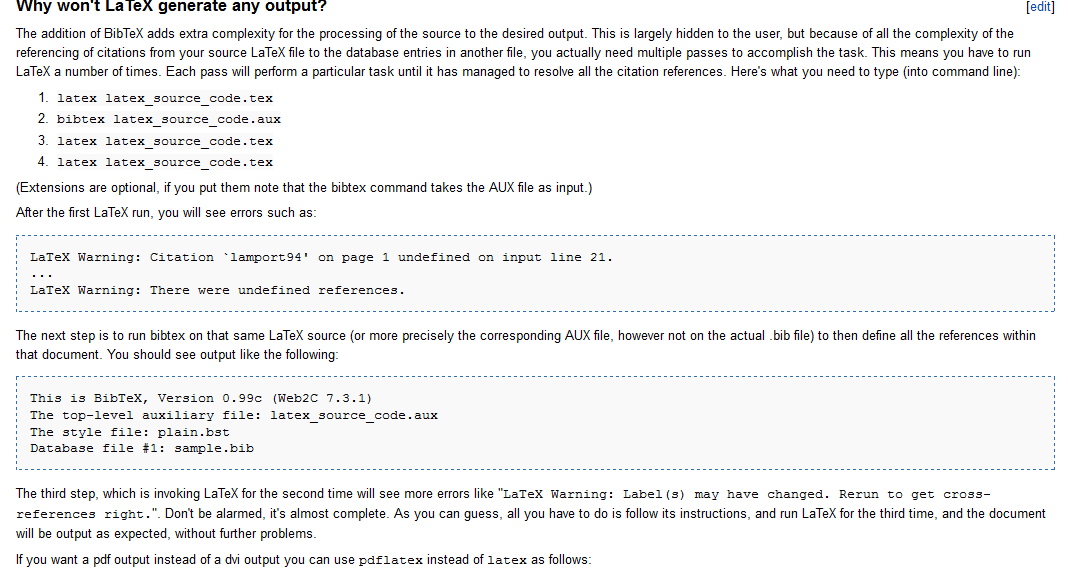 Why won't LaTeX generate any output?
[edit]
The addition of BibTeX adds extra complexity for the processing of the source to the desired output. This is largely hidden to the user, but because of all the complexity of the
referencing of citations from your source LaTeX file to the database entries in another file, you actually need multiple passes to accomplish the task. This means you have to run
LaTeX a number of times. Each pass will perform a particular task until it has managed to resolve all the citation references. Here's what you need to type (into command line):
1. latex latex_source_code.tex
2. bibtex latex_source_code.aux
3. latex latex_source_code.tex
4. latex latex_source_code.tex
(Extensions are optional, if you put them note that the bibtex command takes the AUX file as input.)
After the first LaTeX run, you will see errors such as:
LaTeX Warning: Citation `lamport94' on page 1 undefined on input line 21.
...
LaTeX Warning: There were undefined references.
The next step is to run bibtex on that same LaTeX source (or more precisely the corresponding AUX file, however not on the actual .bib file) to then define all the references within
that document. You should see output like the following:
This is BibTeX, Version 0.99c (Web2C 7.3.1)
The top-level auxiliary file: latex_source_code.aux
The style file: plain.bst
Database file #1: sample.bib
The third step, which is invoking LaTeX for the second time will see more errors like "LaTeX Warning: Label(s) may have changed. Rerun to get cross-
references right.". Don't be alarmed, it's almost complete. As you can guess, all you have to do is follow its instructions, and run LaTeX for the third time, and the document
will be output as expected, without further problems.
If you want a pdf output instead of a dvi output you can use pdflatex instead of latex as follows: